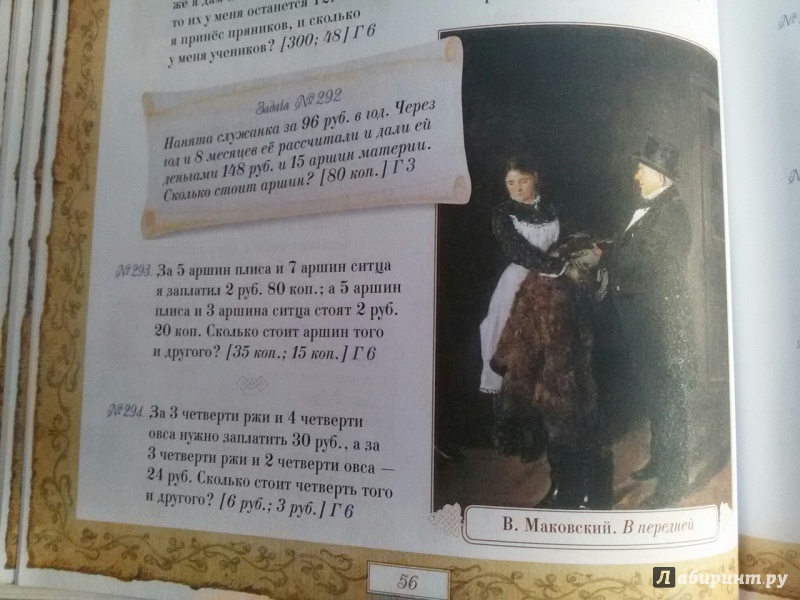 же я дам
то их у меня останется 12.
я принёс пряников, и сколько
у меня учеников? [300; 48] Г 6
Задача № 292
Нанята служанка за 96 руб. в год. Через
год и 8 месяцев её рассчитали и дали ей
деньгами 148 руб. и 15 аршин материи.
Сколько стоит аршин? [80 коп.] Г 3
№ 293. За 5 аршин плиса и 7 аршин ситца
я заплатил 2 руб. 80 коп.; а 5 аршин
плиса и 3 аршина ситца стоят 2 руб.
20 коп. Сколько стоит аршин того
и другого? [35 коп.; 15 коп.] Г 6
№ 294. За 3 четверти ржи и 4 четверти
овса нужно заплатить 30 руб., а за
3 четверти ржи и 2 четверти овса —
24 руб. Сколько стоит четверть того
и другого? [6 руб.; 3 руб.] Г 6
В. Маковский. В передней
56
Лабиринт.ру